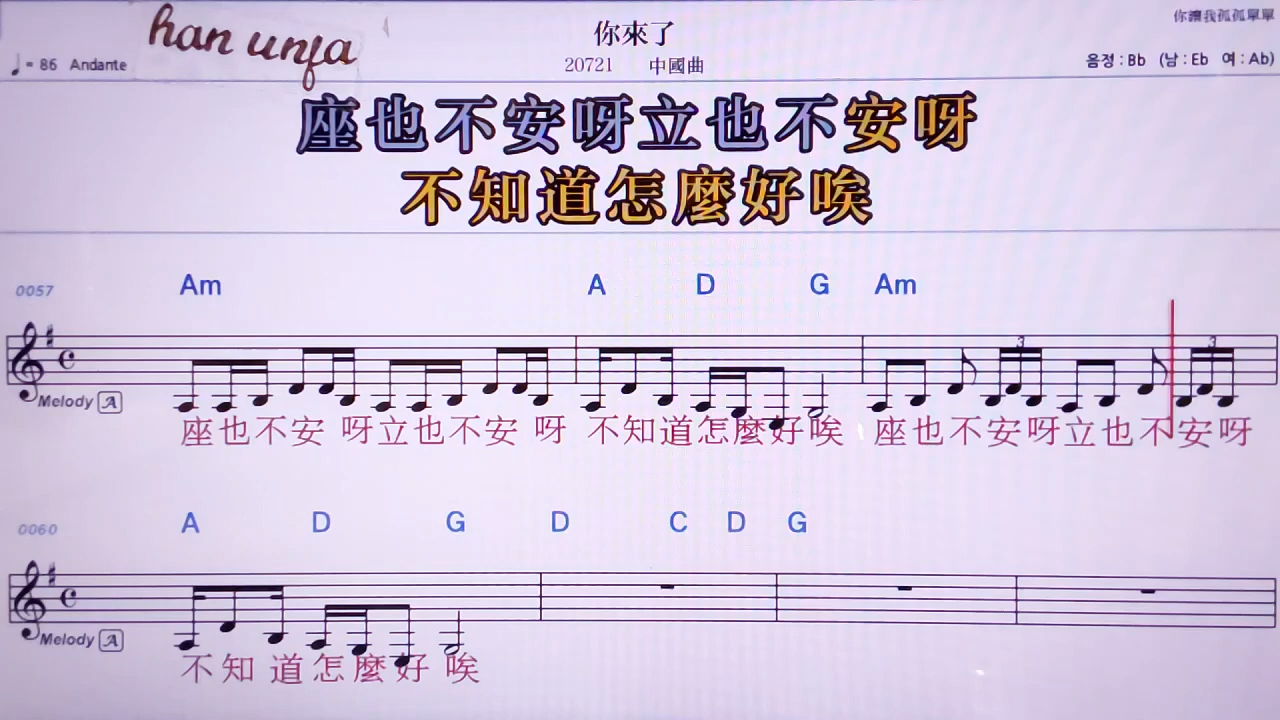 han unja
你來了
你讓我孤孤單單
♩= 86 Andante
20721 中國曲
음정 : Bb (남 : Eb 여 : Ab)
座也不安呀立也不安呀
不知道怎麼好唉
0057 Am A D G Am
3 3
Melody A
座也不安 呀立也不安 呀 不知道怎麼好唉 座也不安呀立也不安呀
0060 A D G D C D G
Melody A
不知 道怎麼好 唉